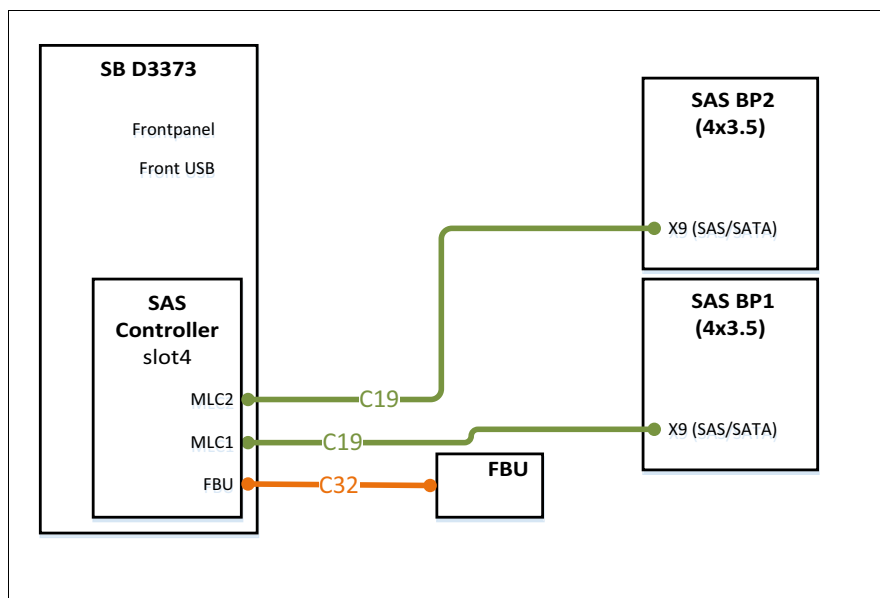 SB D3373
Frontpanel
Front USB
SAS
Controller
slot4
MLC2
MLC1
FBU
C19
C19
C32
FBU
SAS BP2
(4x3.5)
X9 (SAS/SATA)
SAS BP1
(4x3.5)
X9 (SAS/SATA)